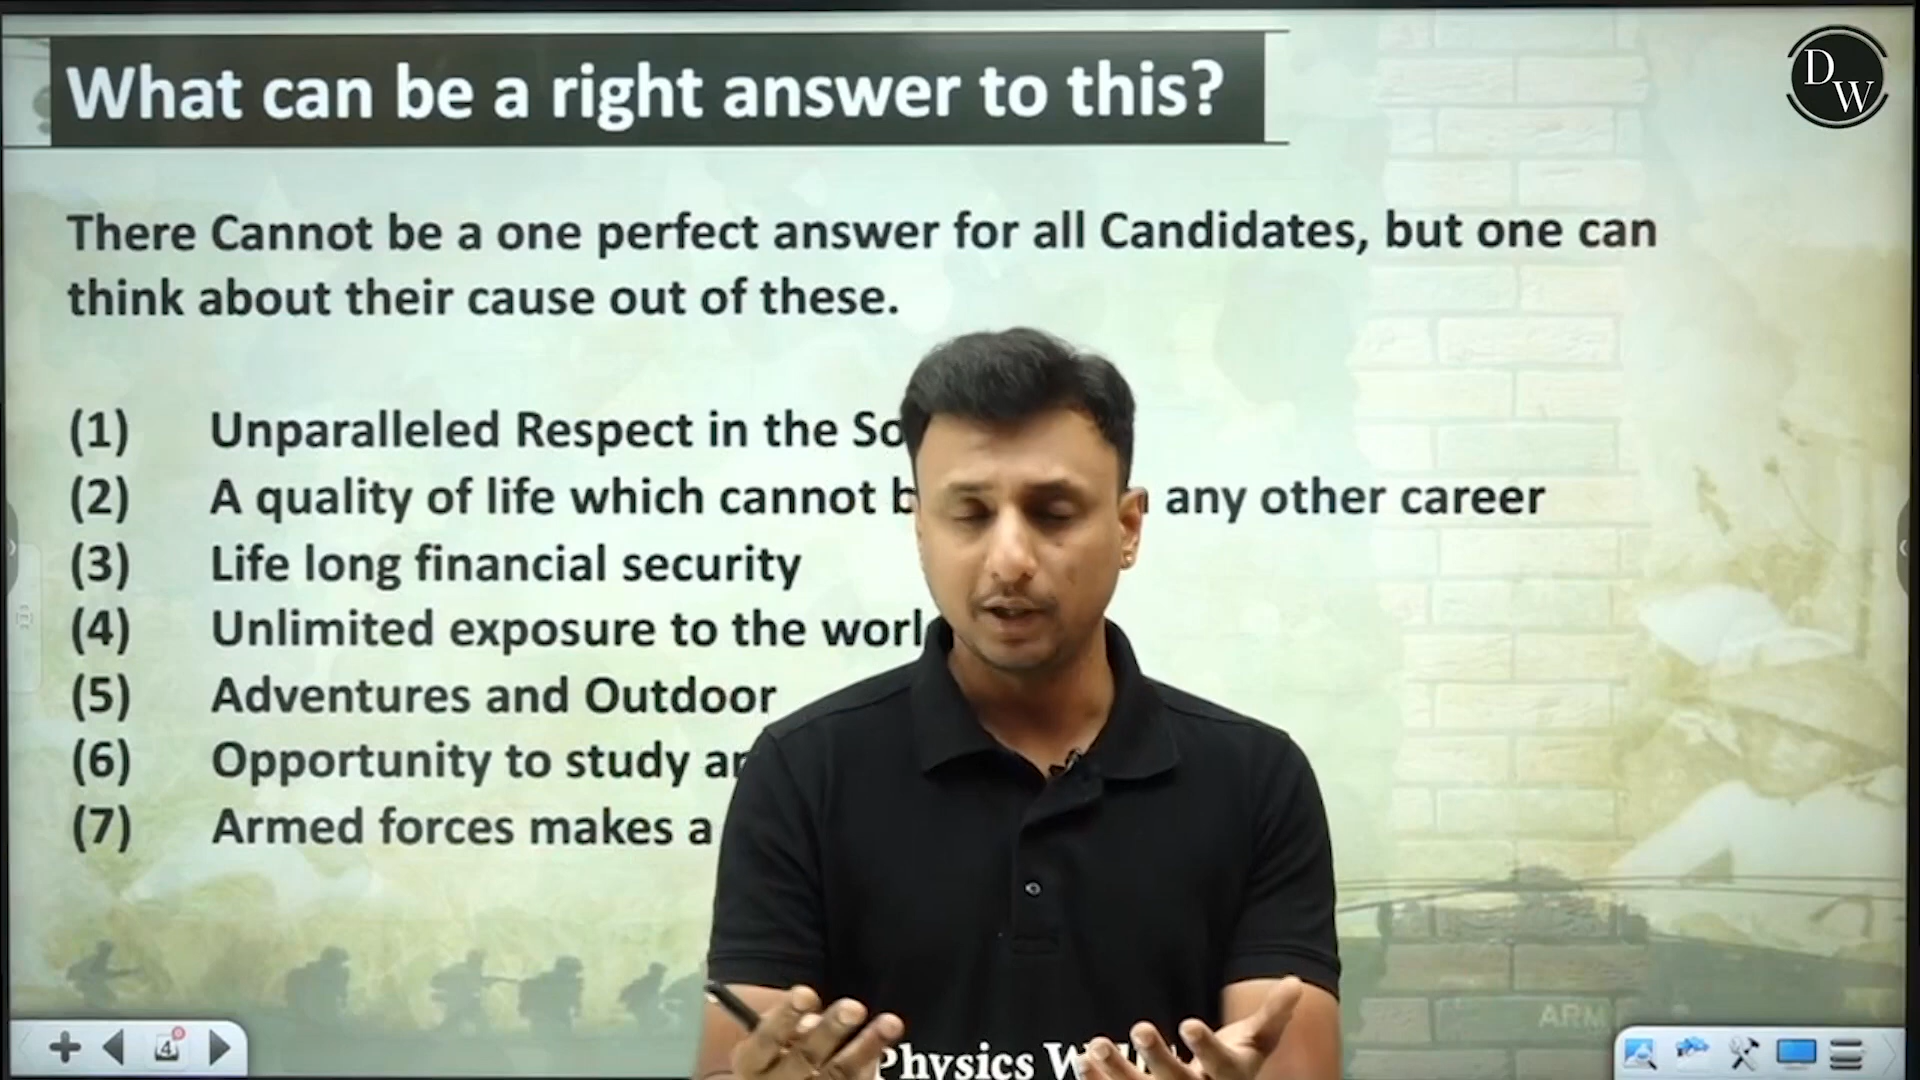 What can be a right answer to this?
DW
There Cannot be a one perfect answer for all Candidates, but one can
think about their cause out of these.
(1) Unparalleled Respect in the
(2) A quality of life which cannot any other career
(3) Life long financial security
(4) Unlimited exposure to the
(5) Adventures and Outdoor
(6) Opportunity to study
(7) Armed forces makes a
ARM
4
Physics